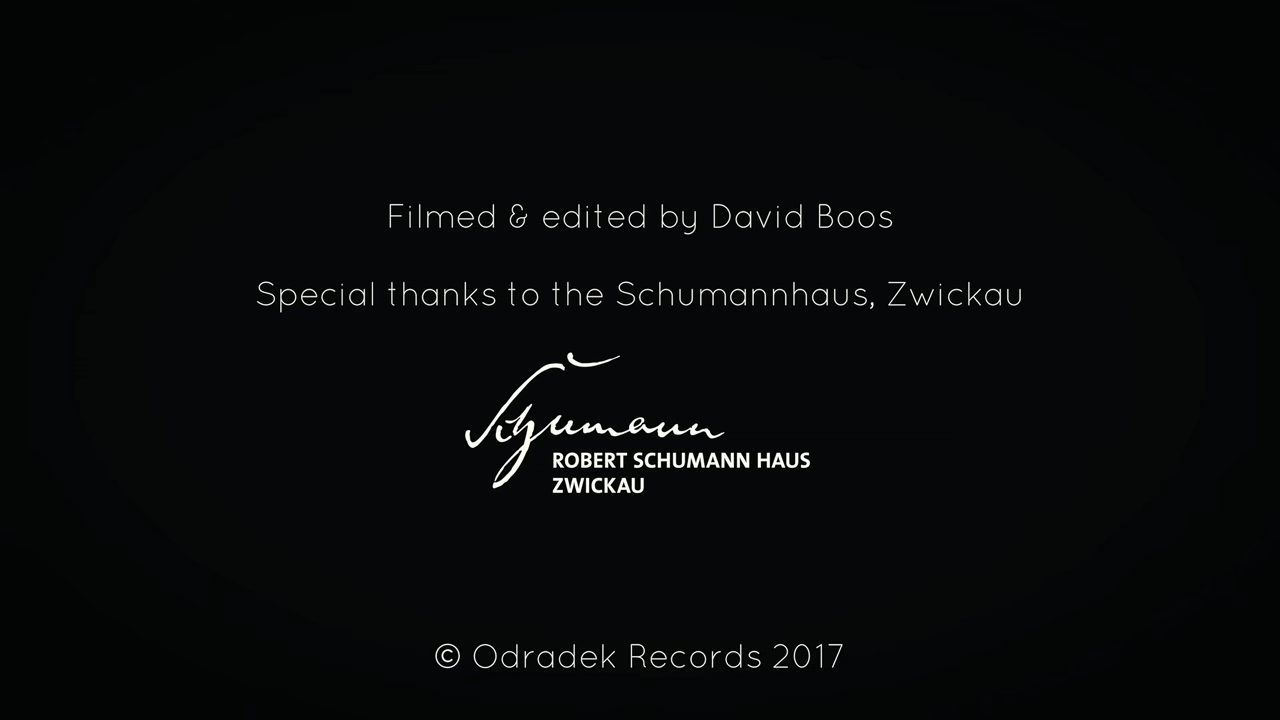 Filmed & edited by David Boos
Special thanks to the Schumannhaus, Zwickau
Schumann
ROBERT SCHUMANN HAUS
ZWICKAU
© Odradek Records 2017